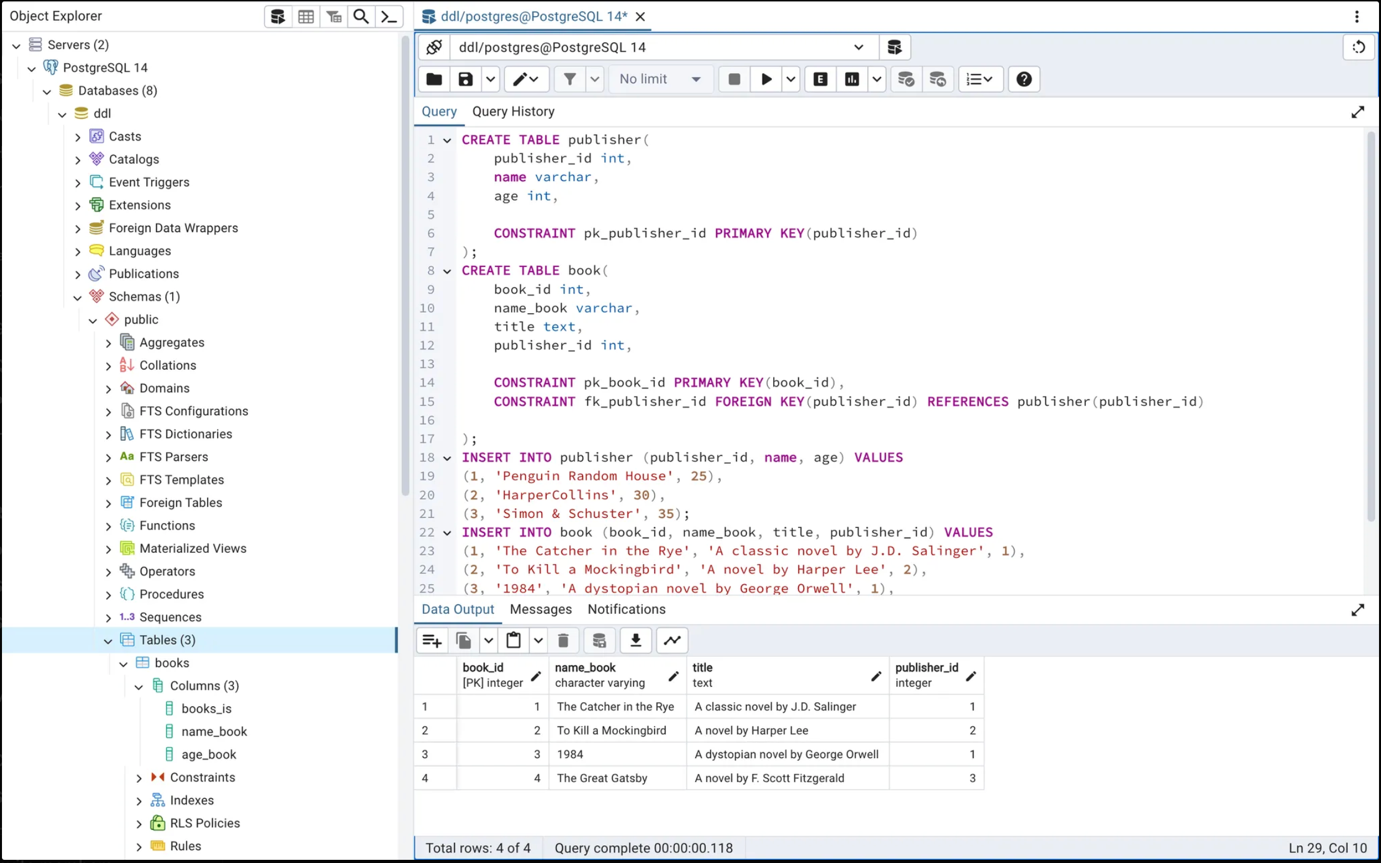 Object Explorer
Servers (2)
PostgreSQL 14
Databases (8)
ddl
Casts
Catalogs
Event Triggers
Extensions
Foreign Data Wrappers
Languages
Publications
Schemas (1)
public
Aggregates
Collations
Domains
FTS Configurations
FTS Dictionaries
Aa FTS Parsers
FTS Templates
Foreign Tables
Functions
Materialized Views
Operators
Procedures
1..3 Sequences
Tables (3)
books
Columns (3)
books_is
name_book
age_book
Constraints
Indexes
RLS Policies
Rules
ddl/postgres@PostgreSQL 14*
ddl/postgres@PostgreSQL 14
No limit
E
Query Query History
1 CREATE TABLE publisher(
2 publisher_id int,
3 name varchar,
4 age int,
5
6 CONSTRAINT pk_publisher_id PRIMARY KEY(publisher_id)
7 );
8 CREATE TABLE book(
9 book_id int,
10 name_book varchar,
11 title text,
12 publisher_id int,
13
14 CONSTRAINT pk_book_id PRIMARY KEY(book_id),
15 CONSTRAINT fk_publisher_id FOREIGN KEY(publisher_id) REFERENCES publisher(publisher_id)
16
17 );
18 INSERT INTO publisher (publisher_id, name, age) VALUES
19 (1, 'Penguin Random House', 25),
20 (2, 'HarperCollins', 30),
21 (3, 'Simon & Schuster', 35);
22 INSERT INTO book (book_id, name_book, title, publisher_id) VALUES
23 (1, 'The Catcher in the Rye', 'A classic novel by J.D. Salinger', 1),
24 (2, 'To Kill a Mockingbird', 'A novel by Harper Lee', 2),
25 (3, '1984', 'A dystopian novel by George Orwell', 1),
Data Output Messages Notifications
book_id name_book title publisher_id
[PK] integer character varying text integer
1 1 The Catcher in the Rye A classic novel by J.D. Salinger 1
2 2 To Kill a Mockingbird A novel by Harper Lee 2
3 3 1984 A dystopian novel by George Orwell 1
4 4 The Great Gatsby A novel by F. Scott Fitzgerald 3
Total rows: 4 of 4 Query complete 00:00:00.118 Ln 29, Col 10